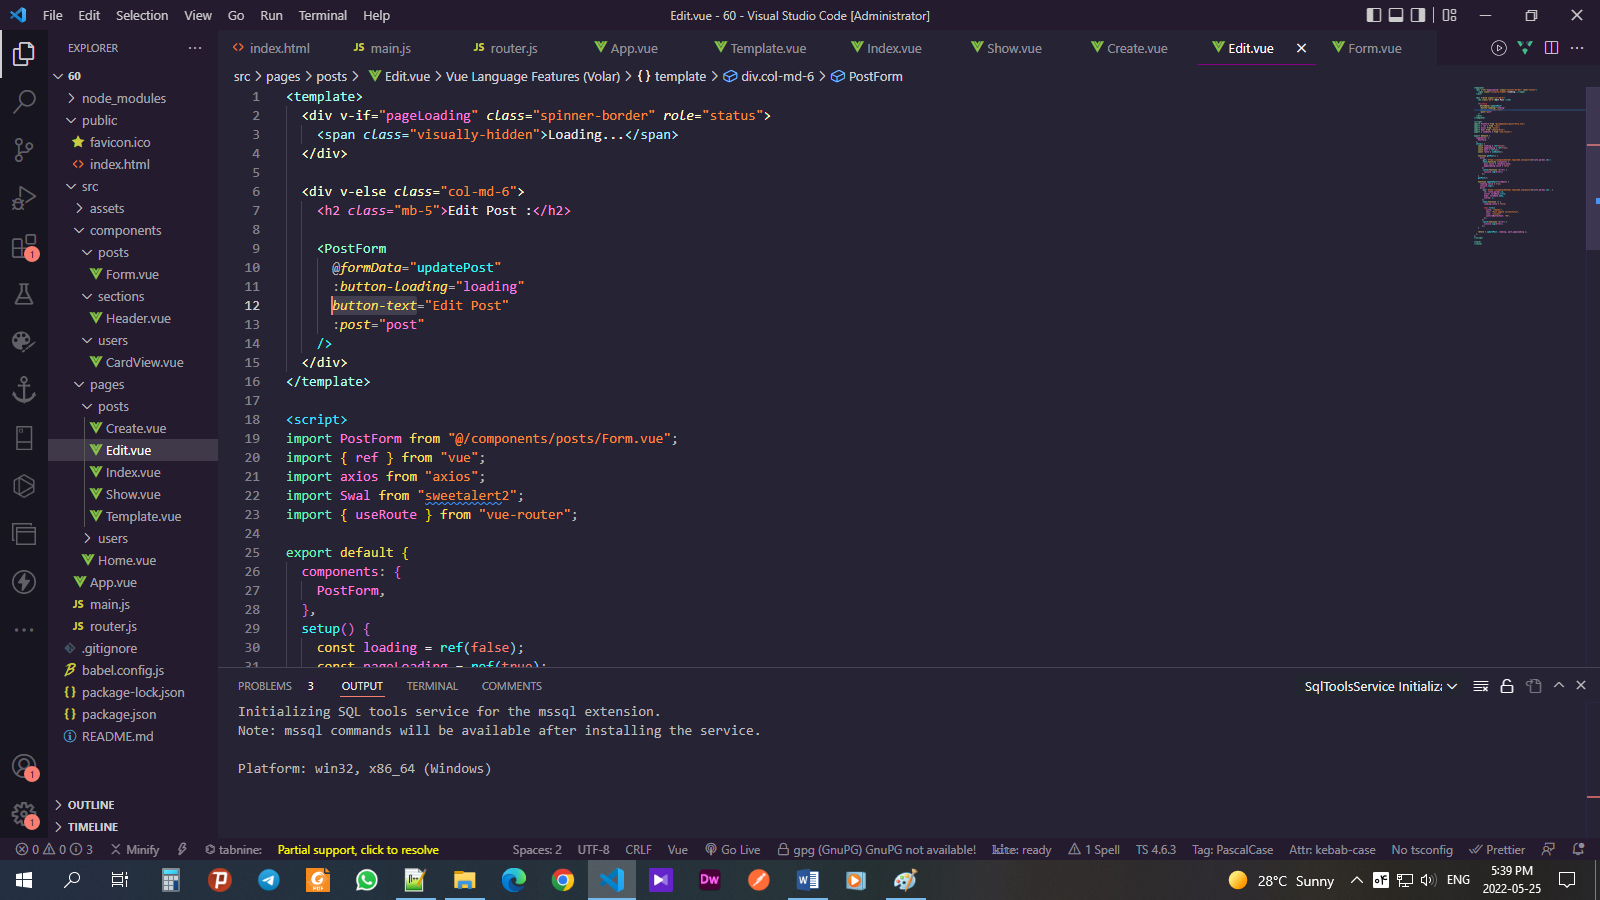 File Edit Selection View Go Run Terminal Help
Edit.vue - 60 - Visual Studio Code [Administrator]
EXPLORER
60
node_modules
public
favicon.ico
index.html
src
assets
components
posts
Form.vue
sections
Header.vue
users
CardView.vue
pages
posts
Create.vue
Edit.vue
Index.vue
Show.vue
Template.vue
users
Home.vue
App.vue
JS main.js
JS router.js
.gitignore
babel.config.js
{} package-lock.json
{} package.json
README.md
OUTLINE
TIMELINE
index.html JS main.js JS router.js App.vue Template.vue Index.vue Show.vue Create.vue Edit.vue Form.vue
src > pages > posts > Edit.vue > Vue Language Features (Volar) > {} template > div.col-md-6 > PostForm
1 <template>
2 <div v-if="pageLoading" class="spinner-border" role="status">
3 <span class="visually-hidden">Loading...</span>
4 </div>
5
6 <div v-else class="col-md-6">
7 <h2 class="mb-5">Edit Post :</h2>
8
9 <PostForm
10 @formData="updatePost"
11 :button-loading="loading"
12 button-text="Edit Post"
13 :post="post"
14 />
15 </div>
16 </template>
17
18 <script>
19 import PostForm from "@/components/posts/Form.vue";
20 import { ref } from "vue";
21 import axios from "axios";
22 import Swal from "sweetalert2";
23 import { useRoute } from "vue-router";
24
25 export default {
26 components: {
27 PostForm,
28 },
29 setup() {
30 const loading = ref(false);
31 const pageLoading = ref(true);
PROBLEMS 3 OUTPUT TERMINAL COMMENTS
SqlToolsService Initializ
Initializing SQL tools service for the mssql extension.
Note: mssql commands will be available after installing the service.
Platform: win32, x86_64 (Windows)
0 0 3 Minify tabnine: Partial support, click to resolve Spaces: 2 UTF-8 CRLF Vue Go Live gpg (GnuPG) GnuPG not available! kite: ready 1 Spell TS 4.6.3 Tag: PascalCase Attr: kebab-case No tsconfig Prettier
28°C Sunny ENG 5:39 PM
2022-05-25